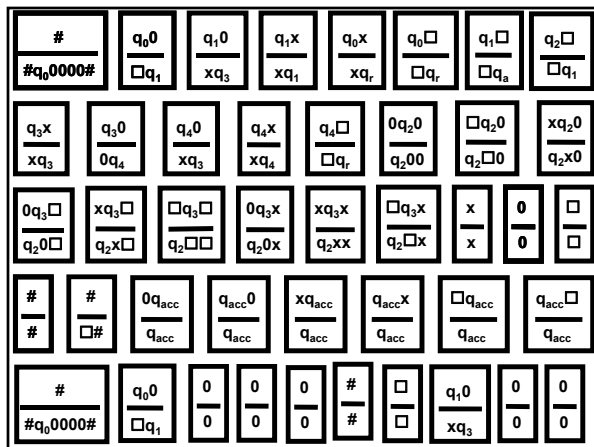 # q₀0 q₁0 q₁x q₀x q₀□ q₁□ q₂□
#q₀0000# □q₁ xq₃ xq₁ xqᵣ □qᵣ □qₐ □q₁
q₃x q₃0 q₄0 q₄x q₄□ 0q₂0 □q₂0 xq₂0
xq₃ 0q₄ xq₃ xq₄ □qᵣ q₂00 q₂□0 q₂x0
0q₃□ xq₃□ □q₃□ 0q₃x xq₃x □q₃x x 0 □
q₂0□ q₂x□ q₂□□ q₂0x q₂xx q₂□x x 0 □
# # 0qacc qacc0 xqacc qaccx □qacc qacc□
# □# qacc qacc qacc qacc qacc qacc
# q₀0 0 0 0 # □ q₁0 0 0
#q₀0000# □q₁ 0 0 0 # □ xq₃ 0 0